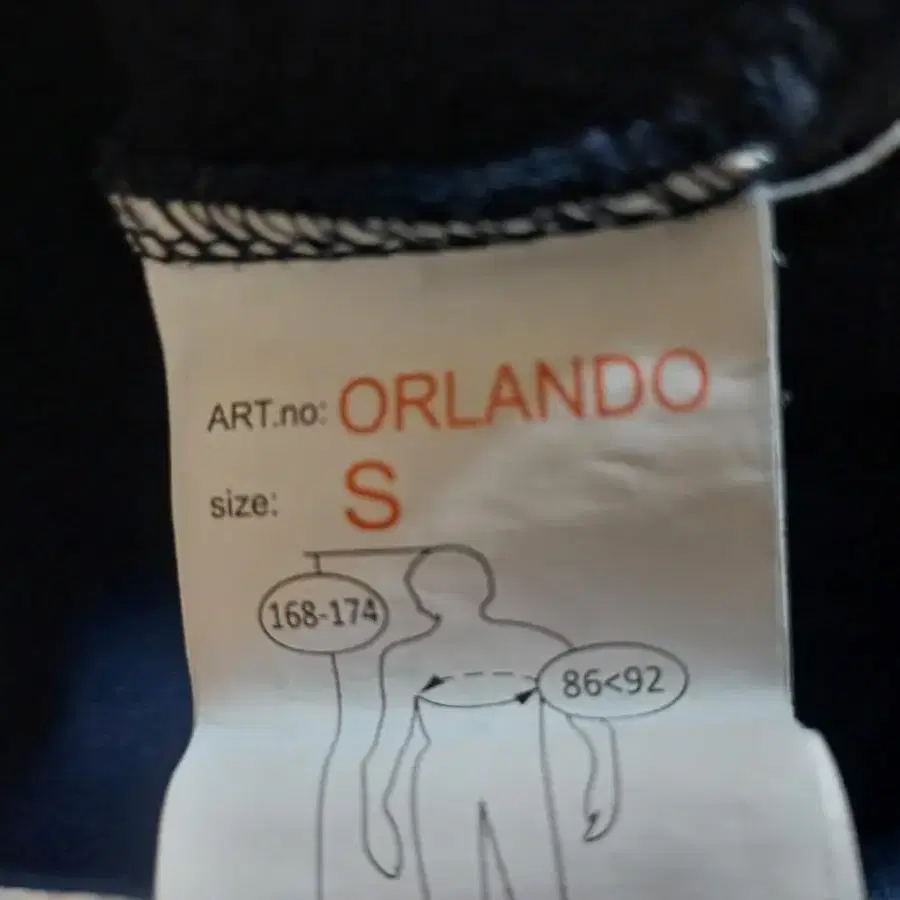 ART.no: ORLANDO
size: S
168-174
86<92